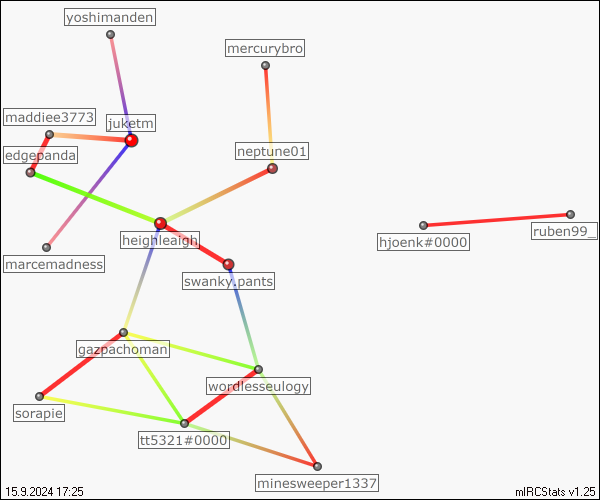 yoshimanden
mercurybro
maddiee3773
juketm
edgepanda
neptune01
heighleaigh
hjoenk#0000
ruben99_
marcemadness
swanky.pants
gazpachoman
wordlesseulogy
sorapie
tt5321#0000
minesweeper1337
15.9.2024 17:25
mIRCStats v1.25